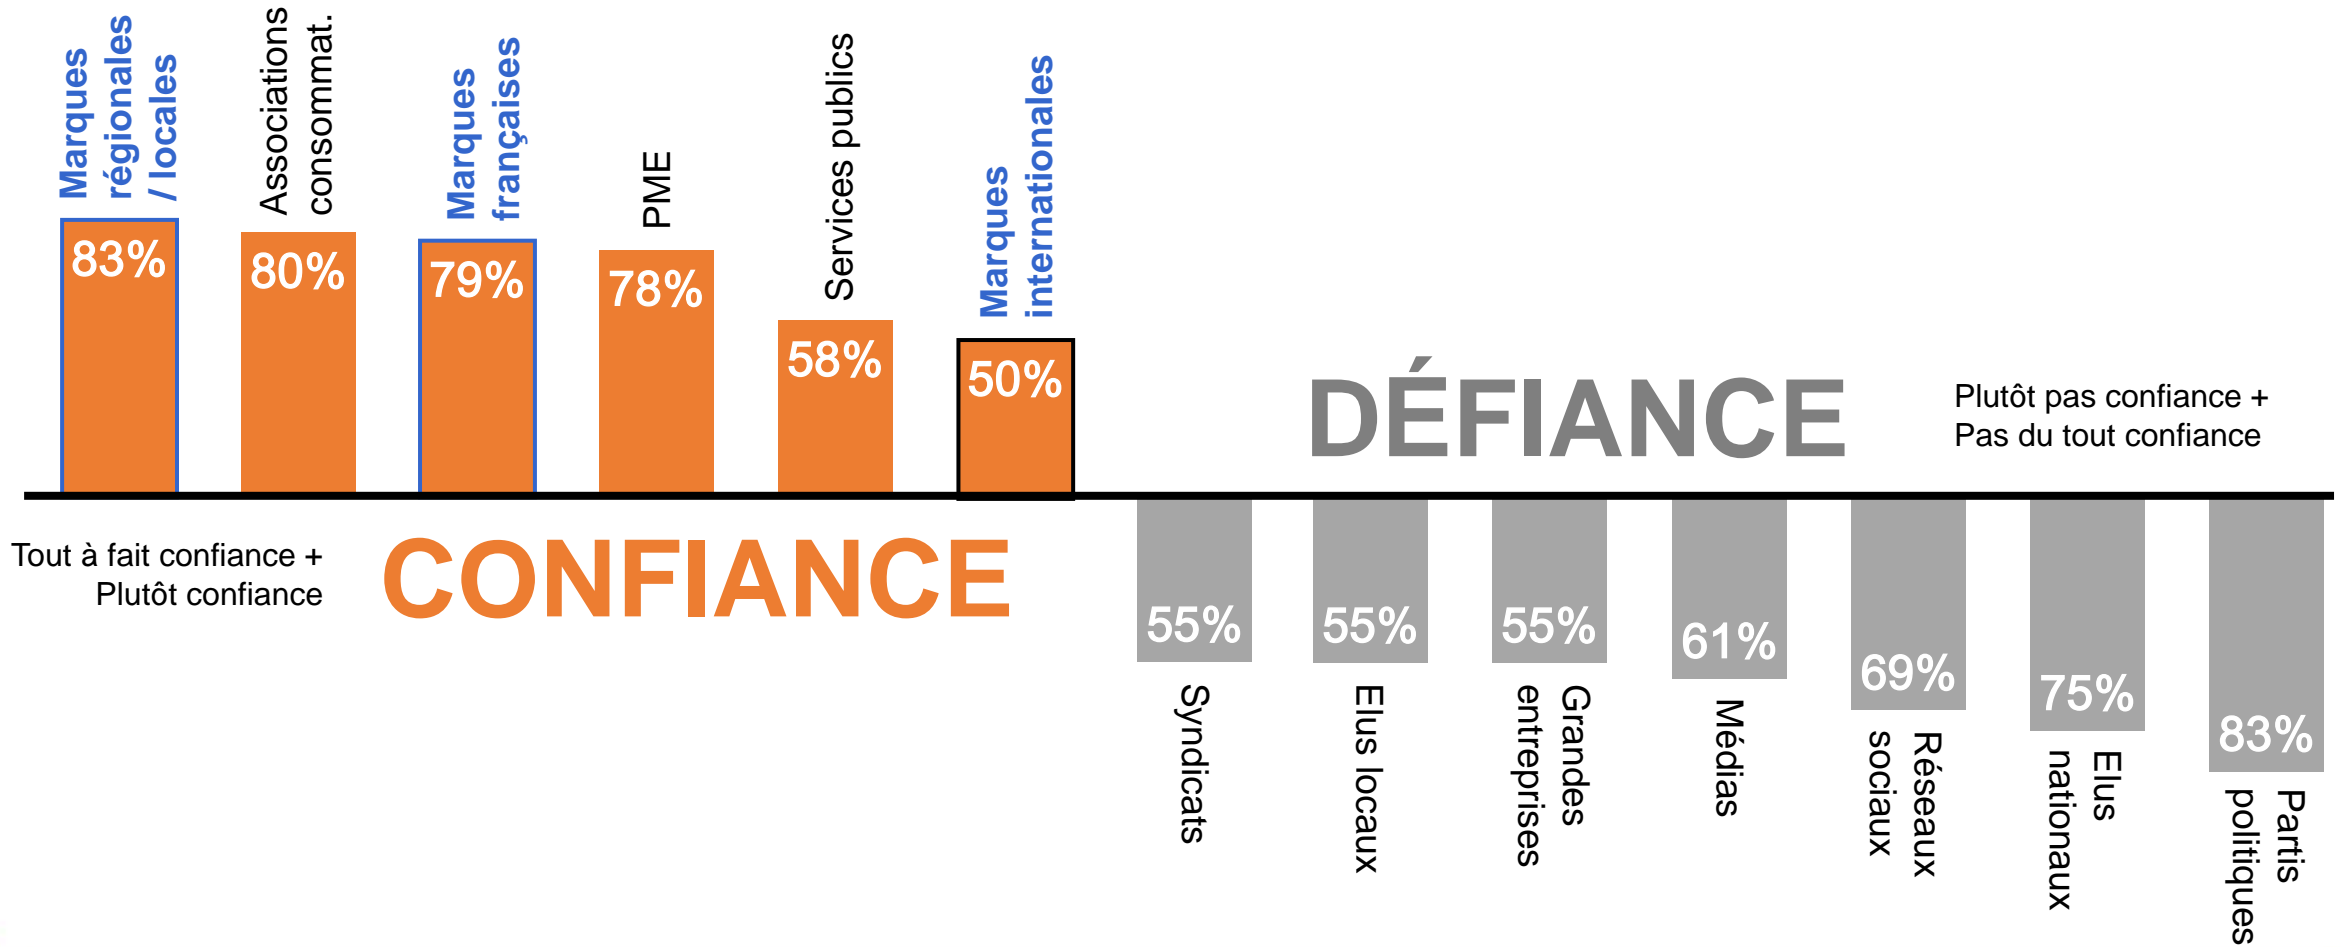 Marques
régionales
/ locales
83%
Associations
consommat.
80%
Marques
françaises
79%
PME
78%
Services publics
58%
Marques
internationales
50%
DÉFIANCE
Plutôt pas confiance +
Pas du tout confiance
Tout à fait confiance +
Plutôt confiance
CONFIANCE
55%
Syndicats
55%
Elus locaux
55%
Grandes
entreprises
61%
Médias
69%
Réseaux
sociaux
75%
Elus
nationaux
83%
Partis
politiques